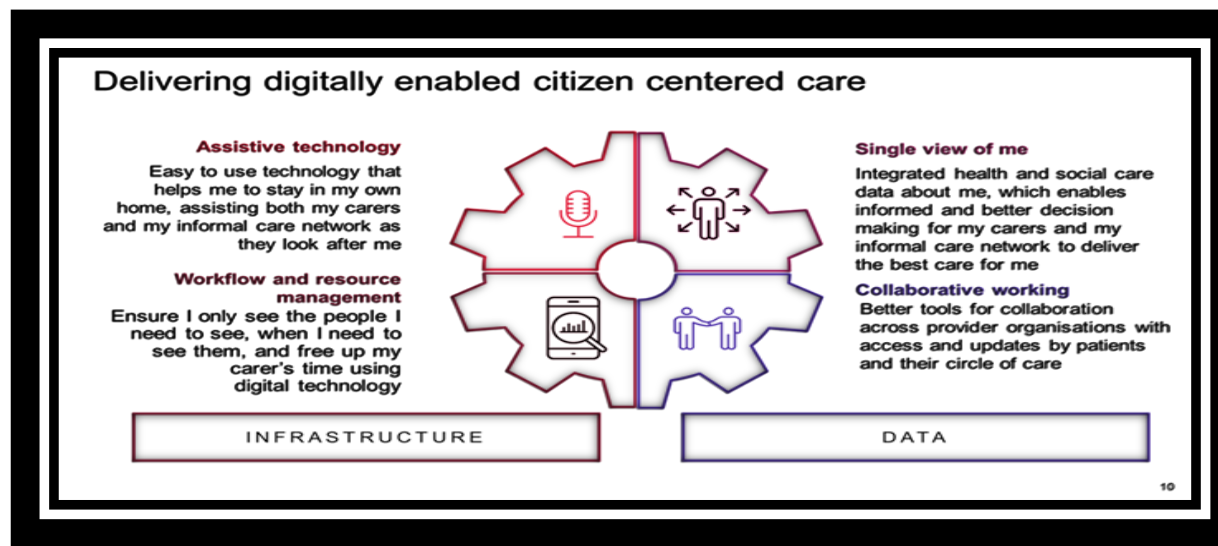 Delivering digitally enabled citizen centered care
Assistive technology
Easy to use technology that
helps me to stay in my own
home, assisting both my carers
and my informal care network as
they look after me
Workflow and resource
management
Ensure I only see the people I
need to see, when I need to
see them, and free up my
carer's time using
digital technology
Single view of me
Integrated health and social care
data about me, which enables
informed and better decision
making for my carers and my
informal care network to deliver
the best care for me
Collaborative working
Better tools for collaboration
across provider organisations with
access and updates by patients
and their circle of care
INFRASTRUCTURE
DATA
10